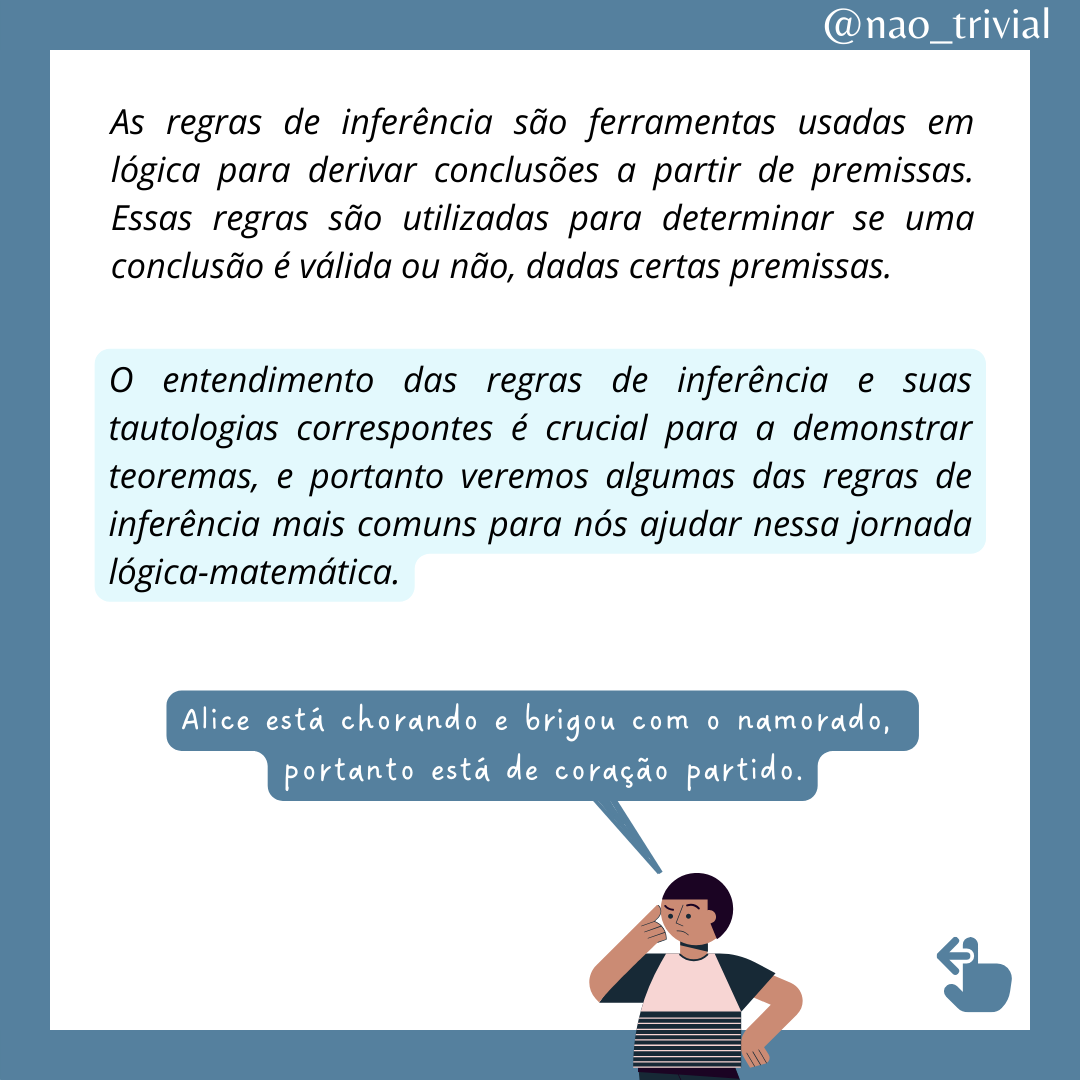 @nao_trivial
As regras de inferência são ferramentas usadas em
lógica para derivar conclusões a partir de premissas.
Essas regras são utilizadas para determinar se uma
conclusão é válida ou não, dadas certas premissas.
O entendimento das regras de inferência e suas
tautologias correspontes é crucial para a demonstrar
teoremas, e portanto veremos algumas das regras de
inferência mais comuns para nós ajudar nessa jornada
lógica-matemática.
Alice está chorando e brigou com o namorado,
portanto está de coração partido.